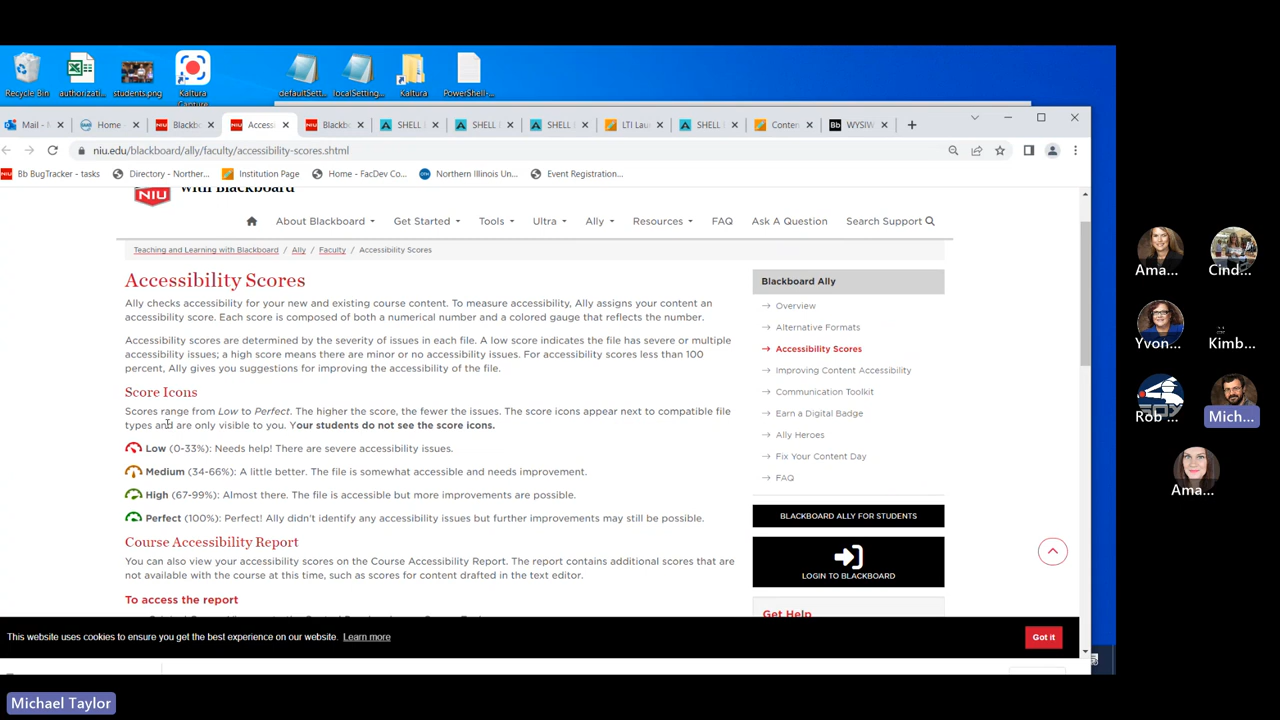 Recycle Bin
authorizati...
students.png
Kaltura
Capture
defaultSett...
localSetting...
Kaltura
PowerShell-
Mail -
Home
Blackb
Access
Blackbo
SHELL
SHELL
SHELL
LTI Lau
SHELL
Conten
WYSIW
niu.edu/blackboard/ally/faculty/accessibility-scores.shtml
Bb BugTracker - tasks
Directory - Norther...
Institution Page
Home - FacDev Co...
Northern Illinois Un...
Event Registration...
NIU
with Blackboard
About Blackboard
Get Started
Tools
Ultra
Ally
Resources
FAQ
Ask A Question
Search Support
Teaching and Learning with Blackboard | Ally | Faculty | Accessibility Scores
Accessibility Scores
Ally checks accessibility for your new and existing course content. To measure accessibility, Ally assigns your content an
accessibility score. Each score is composed of both a numerical number and a colored gauge that reflects the number.
Accessibility scores are determined by the severity of issues in each file. A low score indicates the file has severe or multiple
accessibility issues; a high score means there are minor or no accessibility issues. For accessibility scores less than 100
percent, Ally gives you suggestions for improving the accessibility of the file.
Score Icons
Scores range from Low to Perfect. The higher the score, the fewer the issues. The score icons appear next to compatible file
types and are only visible to you. Your students do not see the score icons.
Low (0-33%): Needs help! There are severe accessibility issues.
Medium (34-66%): A little better. The file is somewhat accessible and needs improvement.
High (67-99%): Almost there. The file is accessible but more improvements are possible.
Perfect (100%): Perfect! Ally didn't identify any accessibility issues but further improvements may still be possible.
Course Accessibility Report
You can also view your accessibility scores on the Course Accessibility Report. The report contains additional scores that are
not available with the course at this time, such as scores for content drafted in the text editor.
To access the report
Blackboard Ally
Overview
Alternative Formats
Accessibility Scores
Improving Content Accessibility
Communication Toolkit
Earn a Digital Badge
Ally Heroes
Fix Your Content Day
FAQ
BLACKBOARD ALLY FOR STUDENTS
LOGIN TO BLACKBOARD
Get Help
This website uses cookies to ensure you get the best experience on our website. Learn more
Got it
Ama...
Cind...
Yvon...
Kimb...
Rob ...
Mich...
Ama...
Michael Taylor